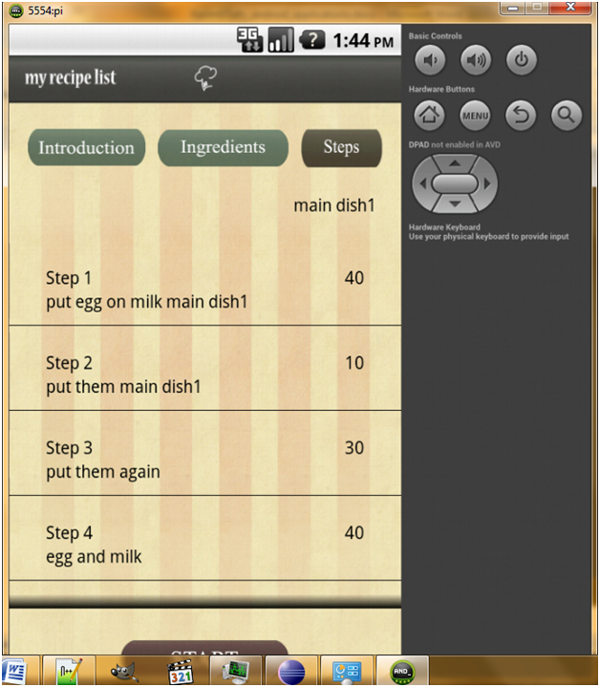 5554:pi
3G
?
1:44 PM
my recipe list
Introduction
Ingredients
Steps
main dish1
Step 1
40
put egg on milk main dish1
Step 2
10
put them main dish1
Step 3
30
put them again
Step 4
40
egg and milk
START
Basic Controls
Hardware Buttons
MENU
DPAD not enabled in AVD
Hardware Keyboard
Use your physical keyboard to provide input
W
n++
321
AND_